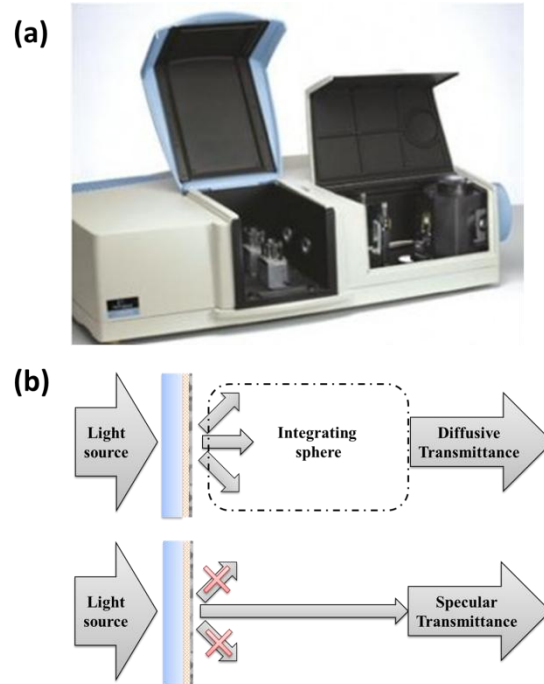 (a)
(b)
Light
source
Integrating
sphere
Diffusive
Transmittance
Light
source
Specular
Transmittance